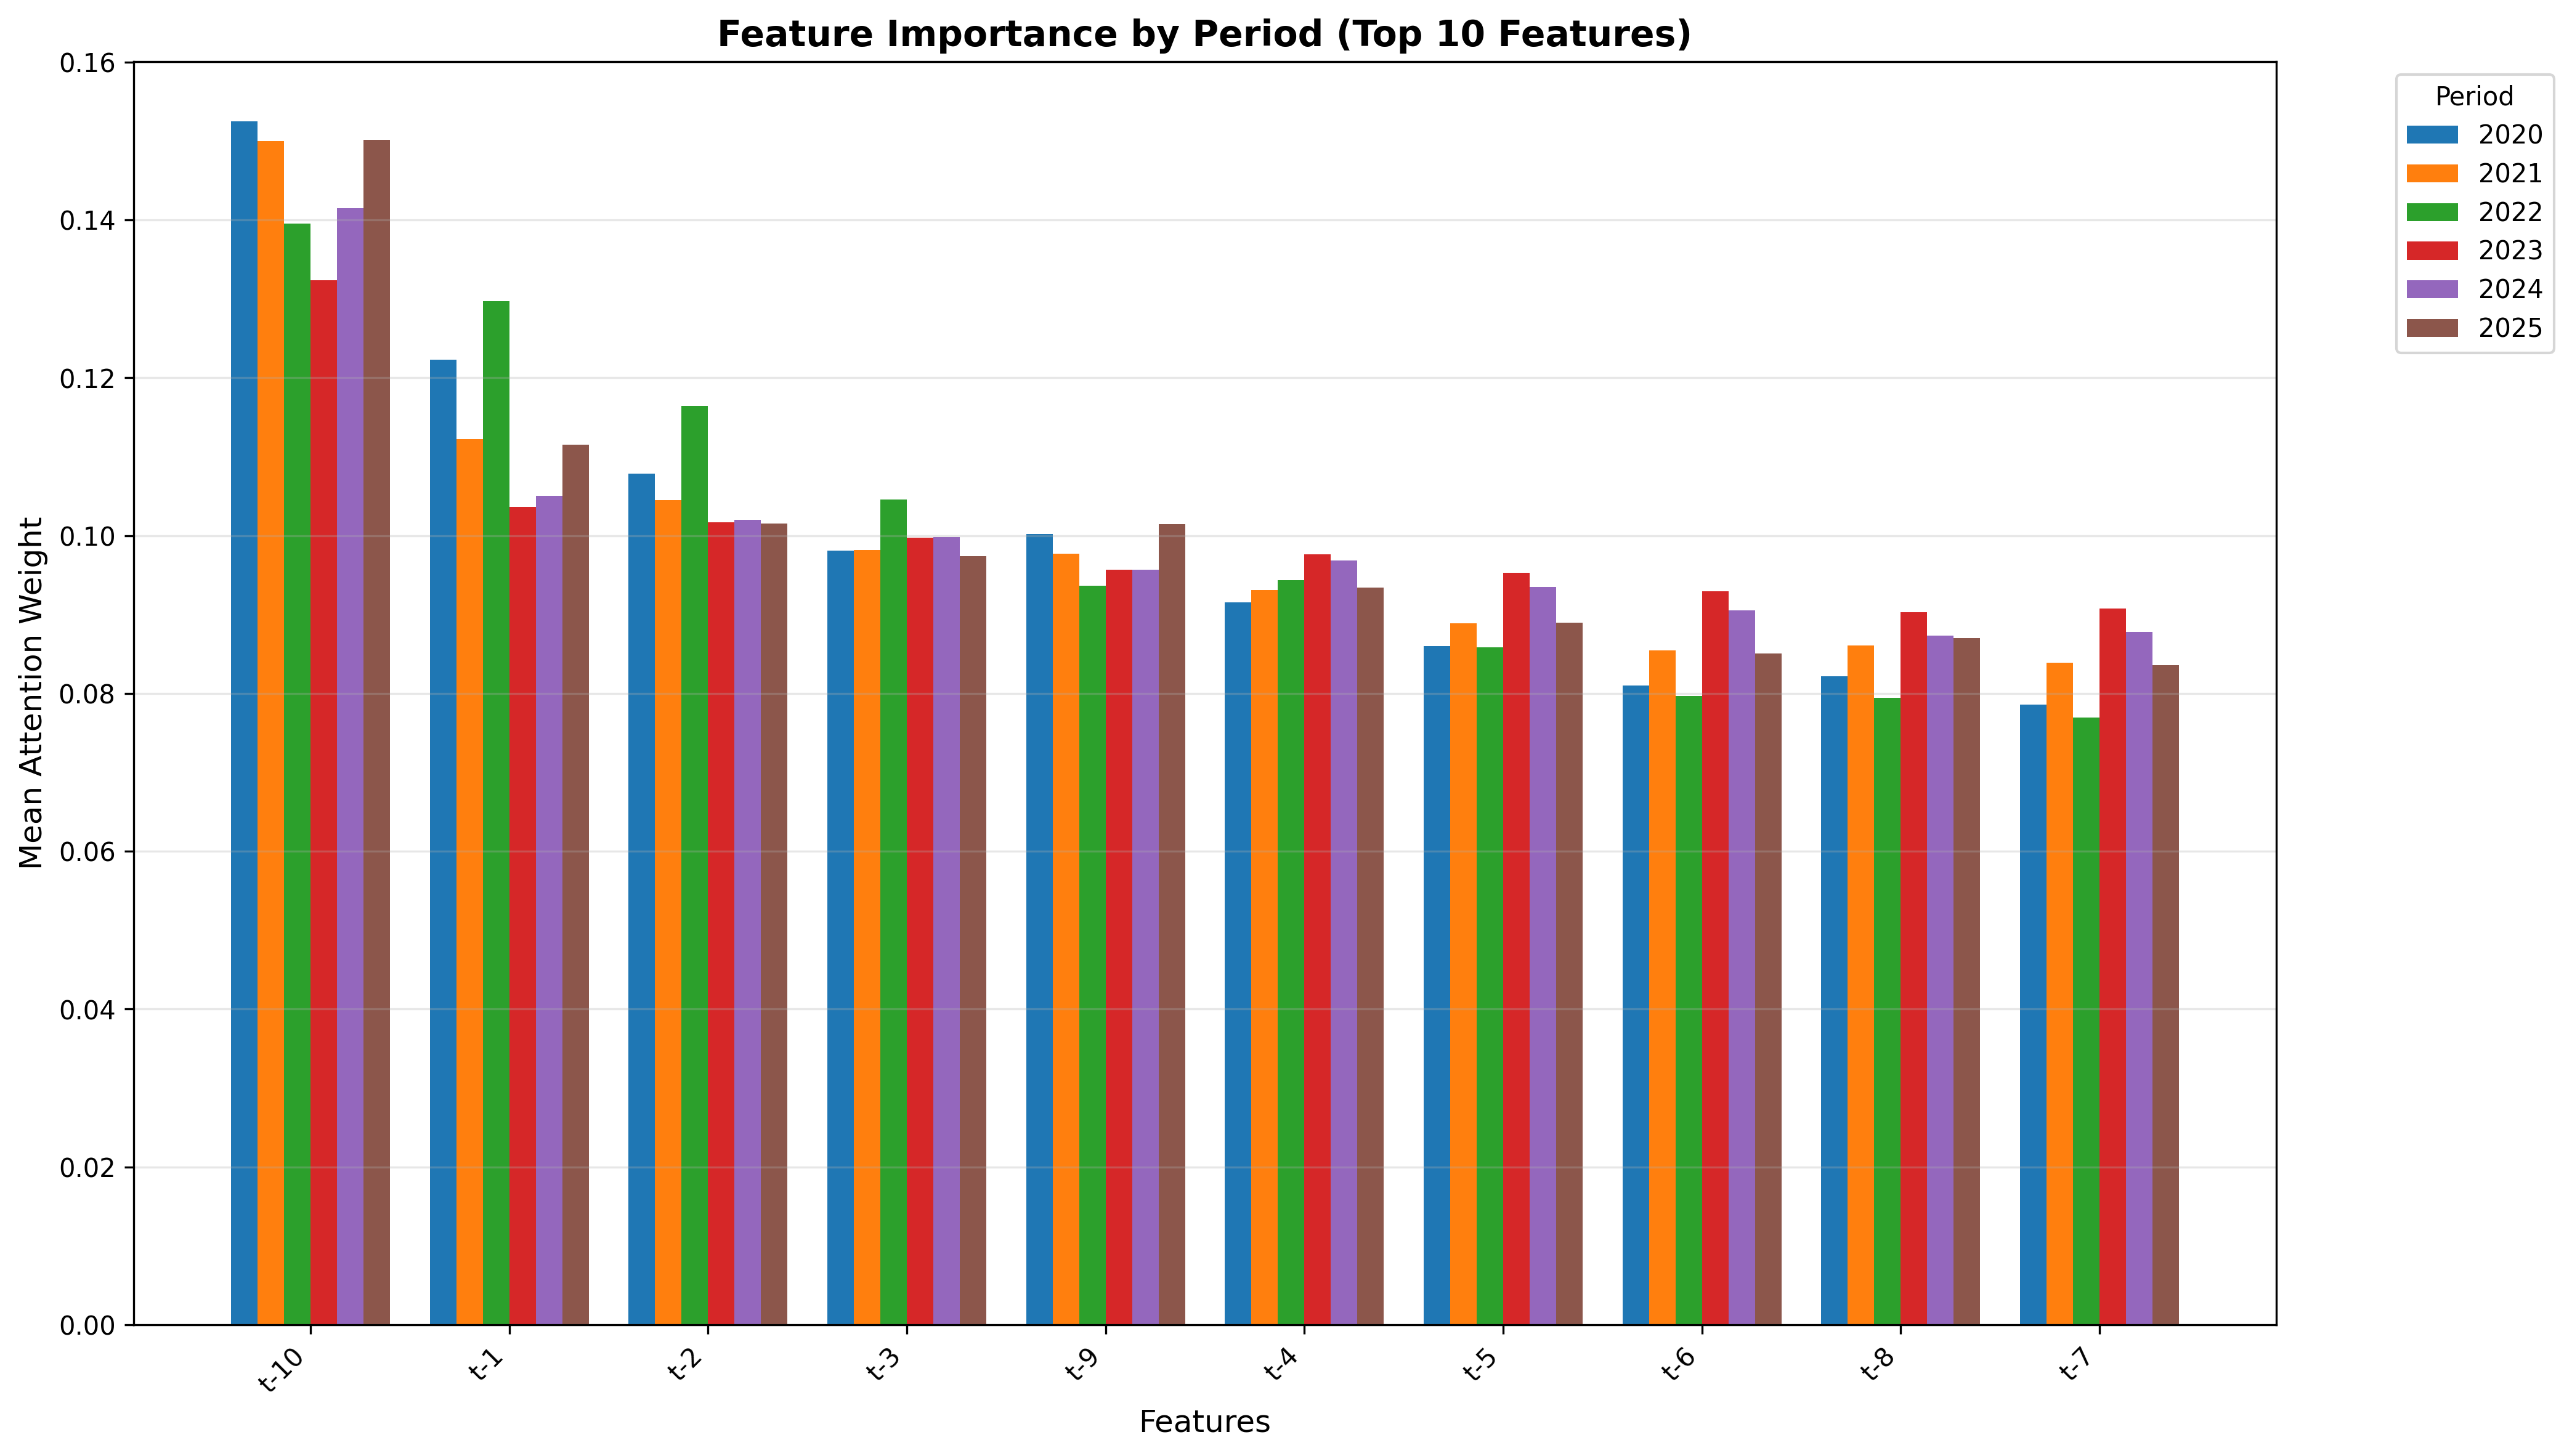 Feature Importance by Period (Top 10 Features)
Mean Attention Weight
0.16
0.14
0.12
0.10
0.08
0.06
0.04
0.02
0.00
t-10
t-1
t-2
t-3
t-9
t-4
t-5
t-6
t-8
t-7
Features
Period
2020
2021
2022
2023
2024
2025